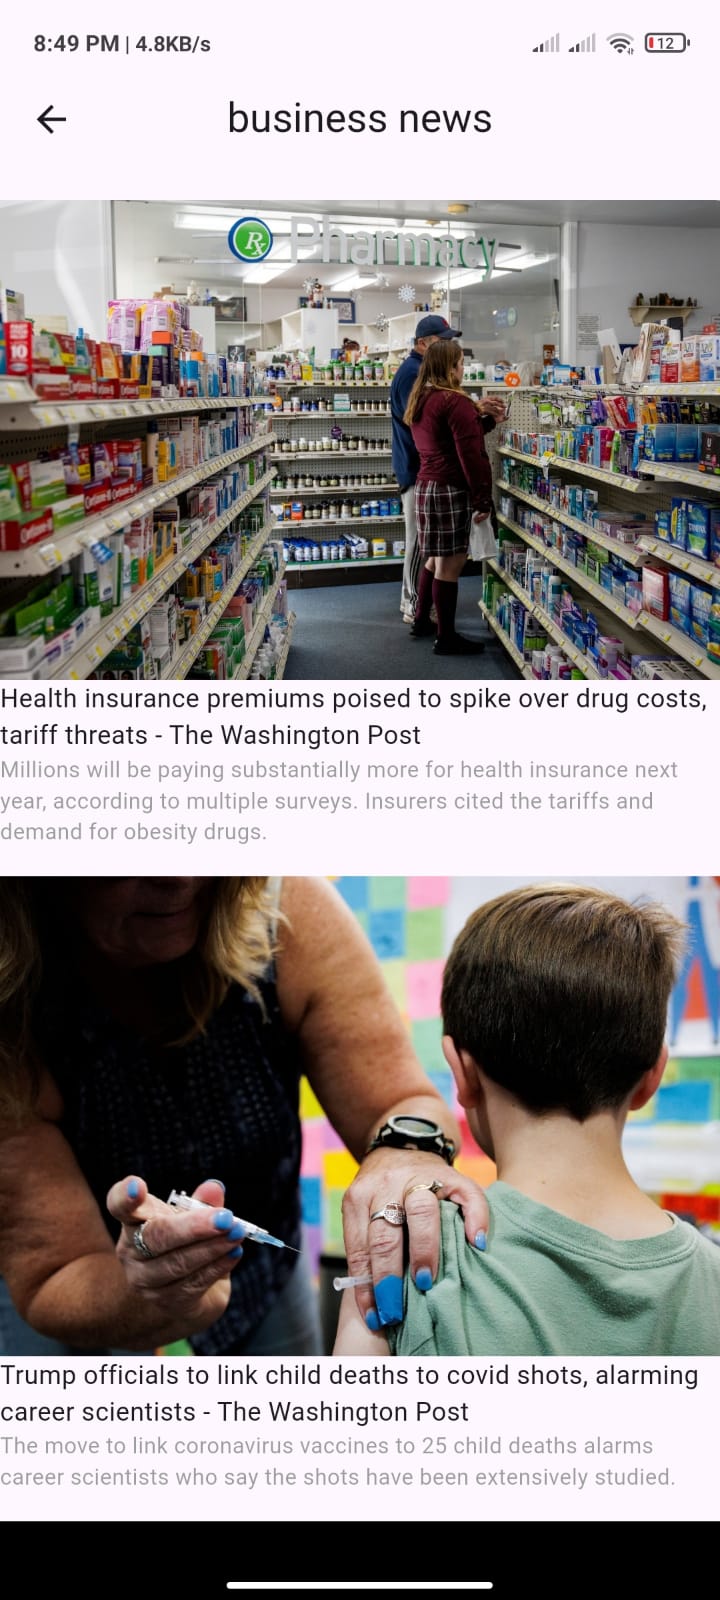 8:49 PM | 4.8KB/s
12
business news
Rx Pharmacy
Health insurance premiums poised to spike over drug costs,
tariff threats - The Washington Post
Millions will be paying substantially more for health insurance next
year, according to multiple surveys. Insurers cited the tariffs and
demand for obesity drugs.
Trump officials to link child deaths to covid shots, alarming
career scientists - The Washington Post
The move to link coronavirus vaccines to 25 child deaths alarms
career scientists who say the shots have been extensively studied.